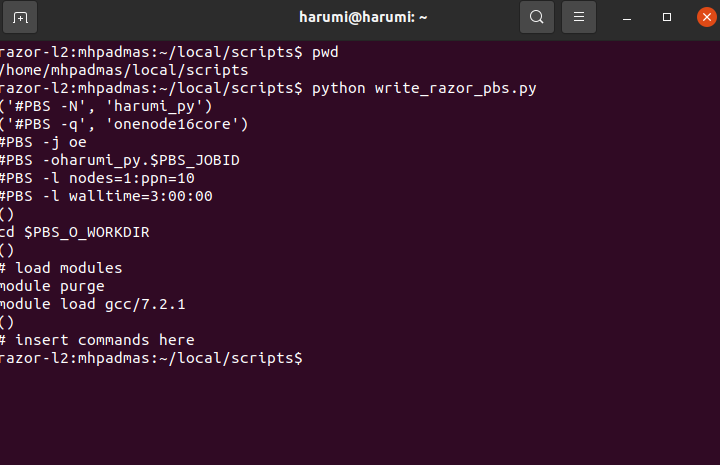 harumi@harumi: ~
razor-l2:mhpadmas:~/local/scripts$ pwd
/home/mhpadmas/local/scripts
razor-l2:mhpadmas:~/local/scripts$ python write_razor_pbs.py
('#PBS -N', 'harumi_py')
('#PBS -q', 'onenode16core')
#PBS -j oe
#PBS -oharumi_py.$PBS_JOBID
#PBS -l nodes=1:ppn=10
#PBS -l walltime=3:00:00
()
cd $PBS_O_WORKDIR
()
# load modules
module purge
module load gcc/7.2.1
()
# insert commands here
razor-l2:mhpadmas:~/local/scripts$